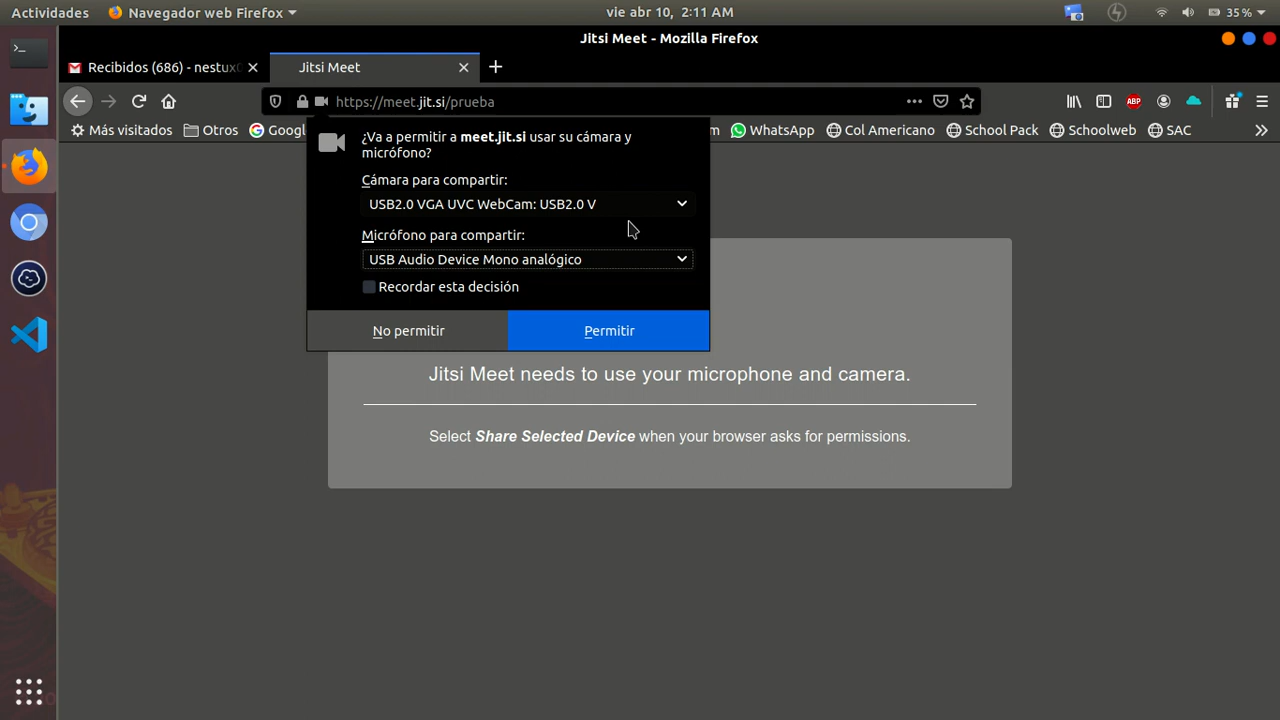 Actividades Navegador web Firefox vie abr 10, 2:11 AM 35 %
Jitsi Meet - Mozilla Firefox
Recibidos (686) - nestux Jitsi Meet
https://meet.jit.si/prueba ABP
Más visitados Otros Googl m WhatsApp Col Americano School Pack Schoolweb SAC
¿Va a permitir a meet.jit.si usar su cámara y
micrófono?
Cámara para compartir:
USB2.0 VGA UVC WebCam: USB2.0 V
Micrófono para compartir:
USB Audio Device Mono analógico
Recordar esta decisión
No permitir Permitir
Jitsi Meet needs to use your microphone and camera.
Select Share Selected Device when your browser asks for permissions.